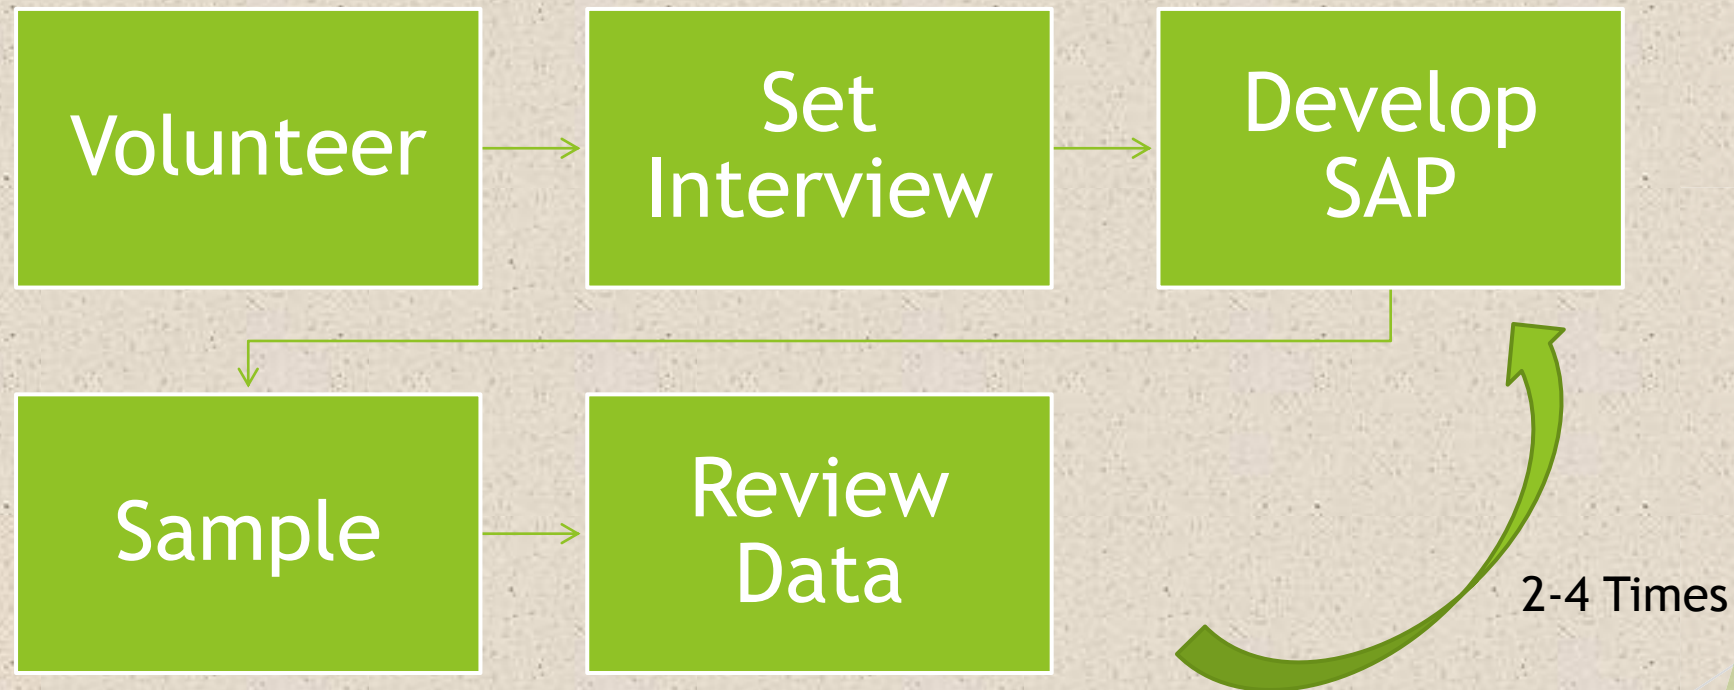 Volunteer
Set
Interview
Develop
SAP
Sample
Review
Data
2-4 Times